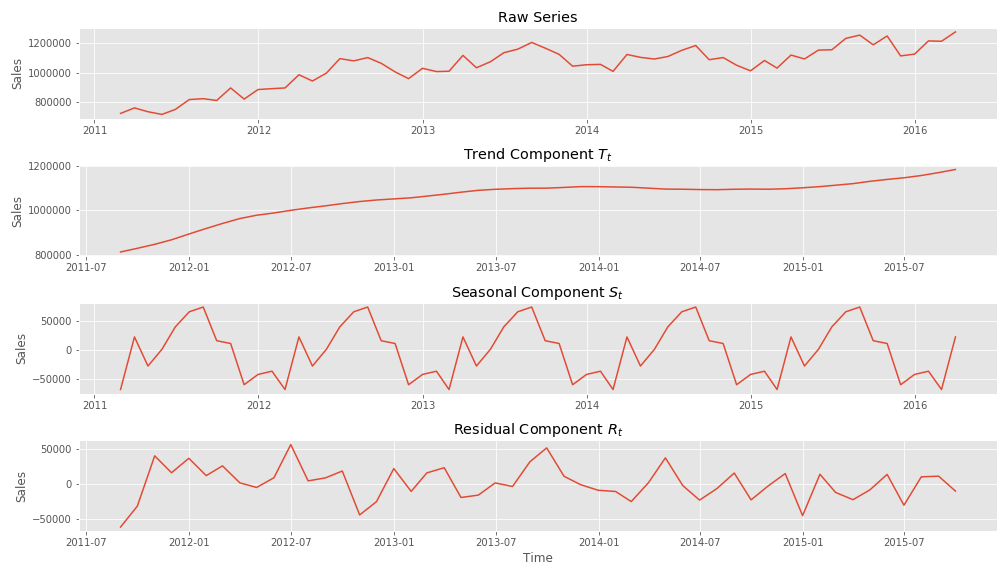 Raw Series
Sales
1200000
1000000
800000
2011 2012 2013 2014 2015 2016
Trend Component Tₜ
Sales
1200000
1000000
800000
2011-07 2012-01 2012-07 2013-01 2013-07 2014-01 2014-07 2015-01 2015-07
Seasonal Component Sₜ
Sales
50000
0
−50000
2011 2012 2013 2014 2015 2016
Residual Component Rₜ
Sales
50000
0
−50000
2011-07 2012-01 2012-07 2013-01 2013-07 2014-01 2014-07 2015-01 2015-07
Time